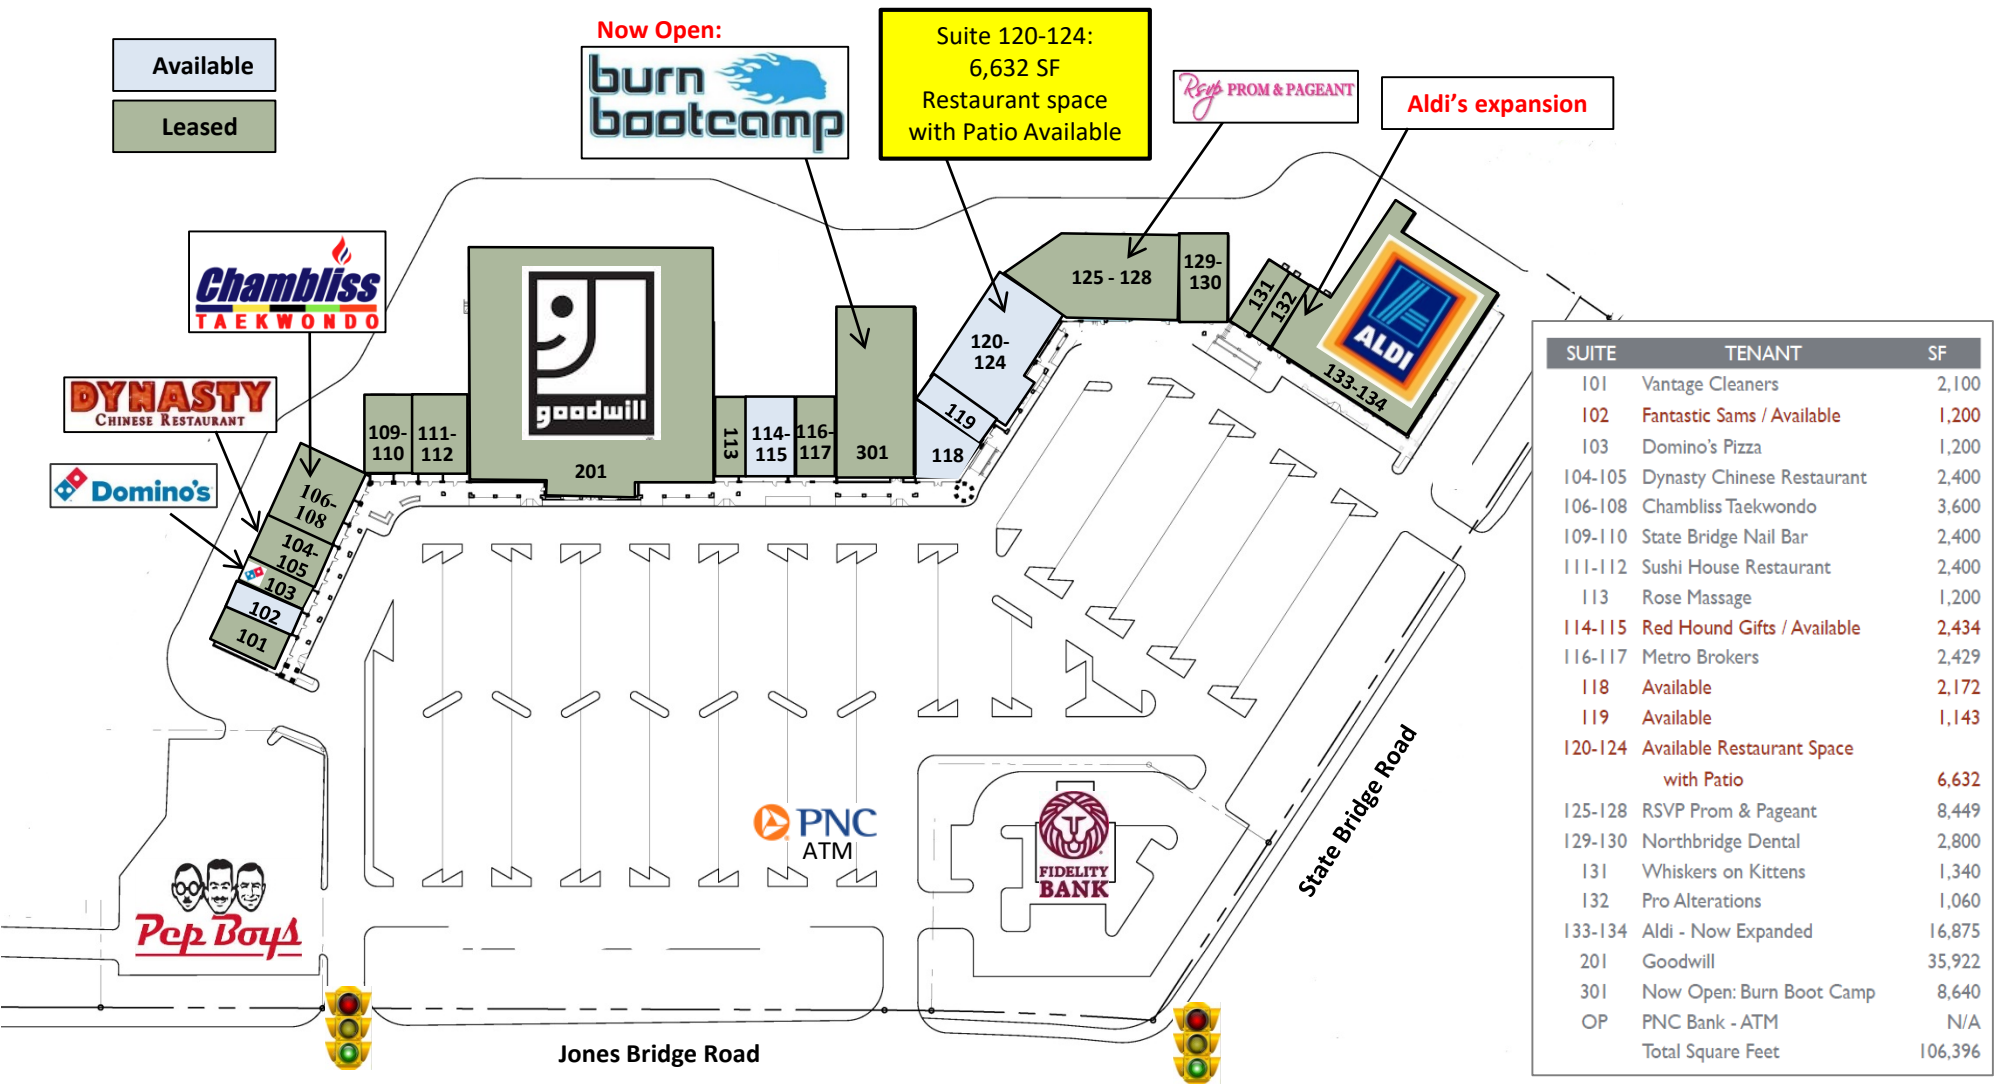 Available
Leased
Now Open:
burn
bootcamp
Suite 120-124:
6,632 SF
Restaurant space
with Patio Available
Rsvp PROM & PAGEANT
Aldi's expansion
Chambliss
TAEKWONDO
DYNASTY
CHINESE RESTAURANT
Domino's
goodwill
201
109-
110
111-
112
113
114-
115
116-
117
301
118
119
120-
124
125 - 128
129-
130
131
132
133-134
ALDI
106-
108
104-
105
103
102
101
PNC
ATM
FIDELITY
BANK
Pep Boys
State Bridge Road
Jones Bridge Road
SUITE TENANT SF
101 Vantage Cleaners 2,100
102 Fantastic Sams / Available 1,200
103 Domino's Pizza 1,200
104-105 Dynasty Chinese Restaurant 2,400
106-108 Chambliss Taekwondo 3,600
109-110 State Bridge Nail Bar 2,400
111-112 Sushi House Restaurant 2,400
113 Rose Massage 1,200
114-115 Red Hound Gifts / Available 2,434
116-117 Metro Brokers 2,429
118 Available 2,172
119 Available 1,143
120-124 Available Restaurant Space
with Patio 6,632
125-128 RSVP Prom & Pageant 8,449
129-130 Northbridge Dental 2,800
131 Whiskers on Kittens 1,340
132 Pro Alterations 1,060
133-134 Aldi - Now Expanded 16,875
201 Goodwill 35,922
301 Now Open: Burn Boot Camp 8,640
OP PNC Bank - ATM N/A
Total Square Feet 106,396